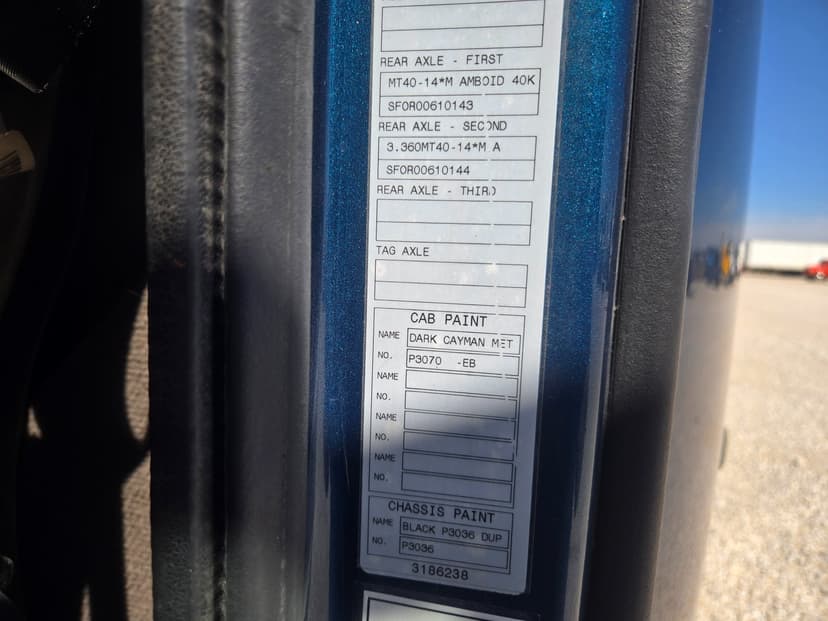 REAR AXLE - FIRST
MT40-14*M AMBOID 40K
SFOR00610143
REAR AXLE - SECOND
3.360MT40-14*M A
SFOR00610144
REAR AXLE - THIRD
TAG AXLE
CAB PAINT
NAME DARK CAYMAN MET
NO. P3070 -EB
NAME
NO.
NAME
NO.
NAME
NO.
CHASSIS PAINT
NAME BLACK P3036 DUP
NO. P3036
3186238